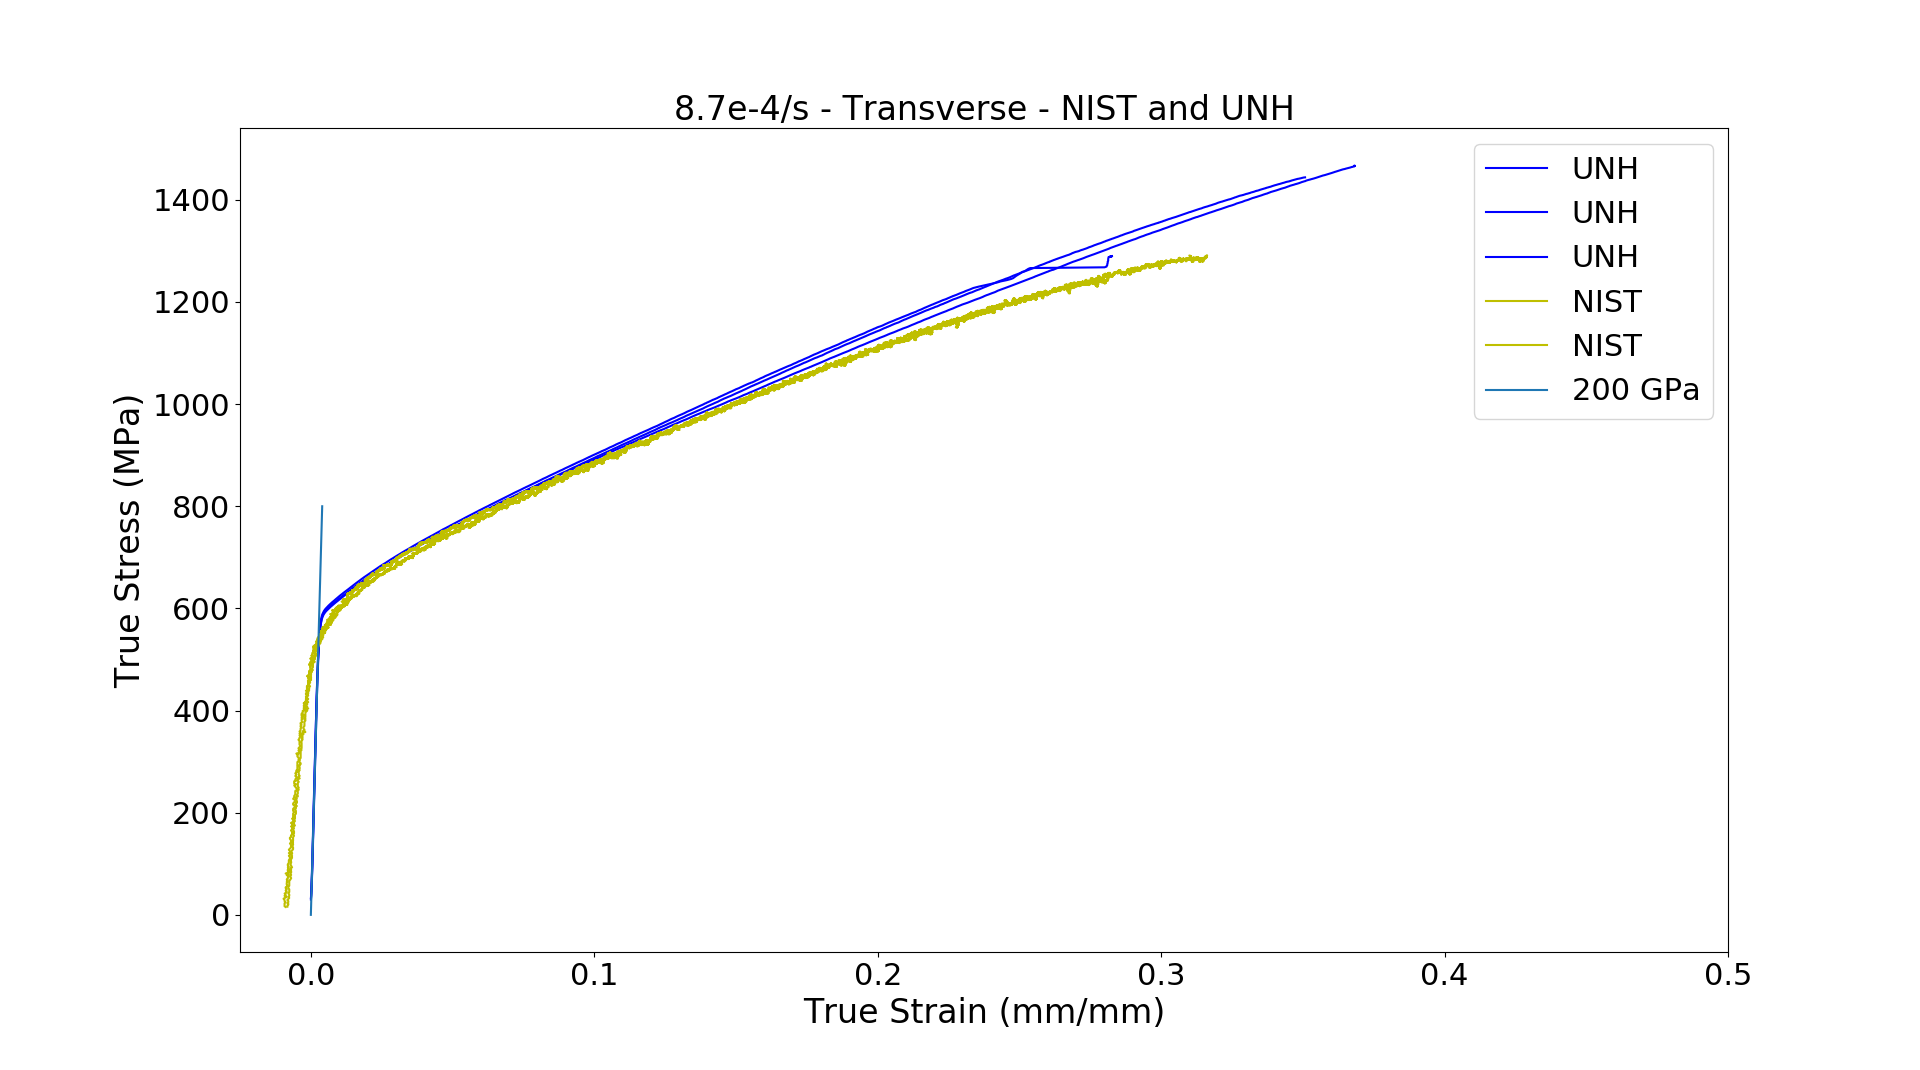 8.7e-4/s - Transverse - NIST and UNH
UNH
UNH
UNH
NIST
NIST
200 GPa
True Stress (MPa)
1400
1200
1000
800
600
400
200
0
0.0 0.1 0.2 0.3 0.4 0.5
True Strain (mm/mm)